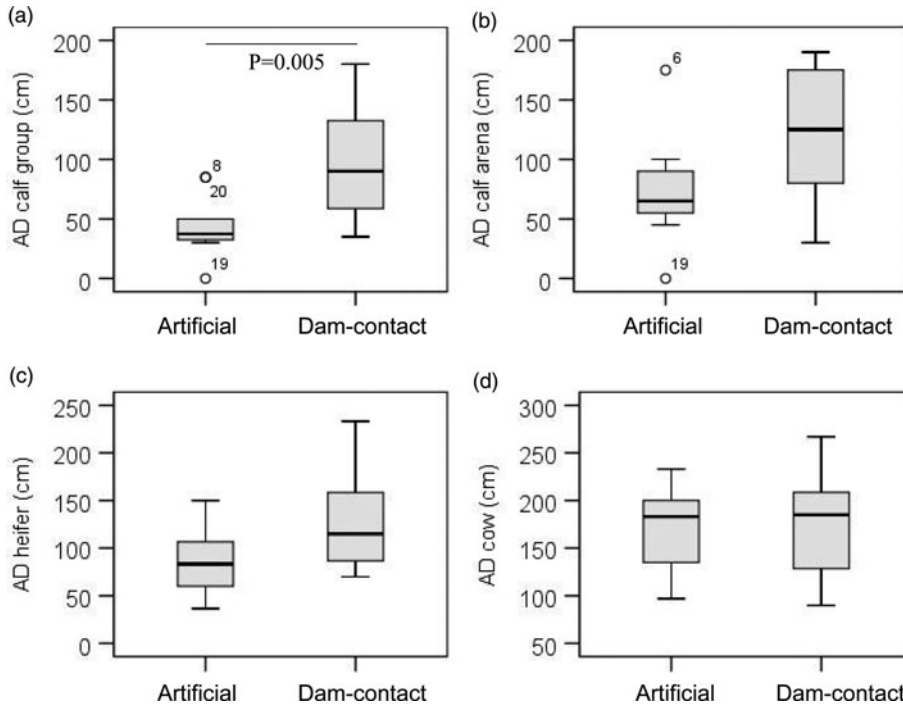 (a)
AD calf group (cm)
200
150
100
50
0
P=0.005
8
20
19
Artificial
Dam-contact
(b)
AD calf arena (cm)
200
150
100
50
0
6
19
Artificial
Dam-contact
(c)
AD heifer (cm)
250
200
150
100
50
0
Artificial
Dam-contact
(d)
AD cow (cm)
300
250
200
150
100
50
Artificial
Dam-contact